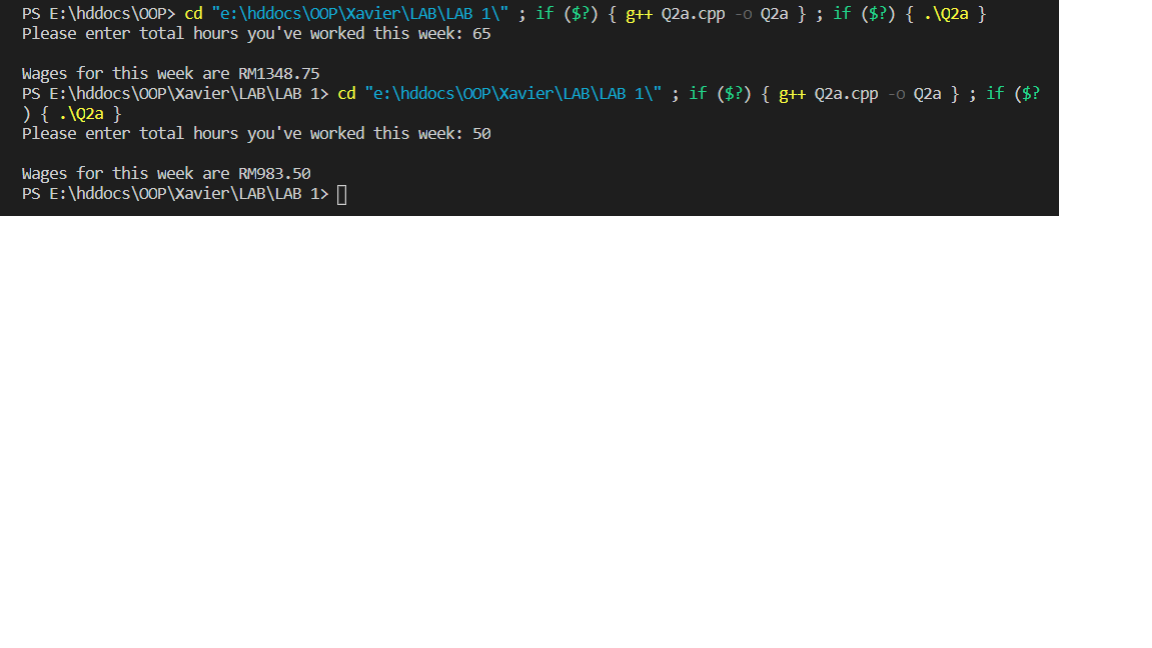 PS E:\hddocs\OOP> cd "e:\hddocs\OOP\Xavier\LAB\LAB 1\" ; if ($?) { g++ Q2a.cpp -o Q2a } ; if ($?) { .\Q2a }
Please enter total hours you've worked this week: 65
Wages for this week are RM1348.75
PS E:\hddocs\OOP\Xavier\LAB\LAB 1> cd "e:\hddocs\OOP\Xavier\LAB\LAB 1\" ; if ($?) { g++ Q2a.cpp -o Q2a } ; if ($?
) { .\Q2a }
Please enter total hours you've worked this week: 50
Wages for this week are RM983.50
PS E:\hddocs\OOP\Xavier\LAB\LAB 1>